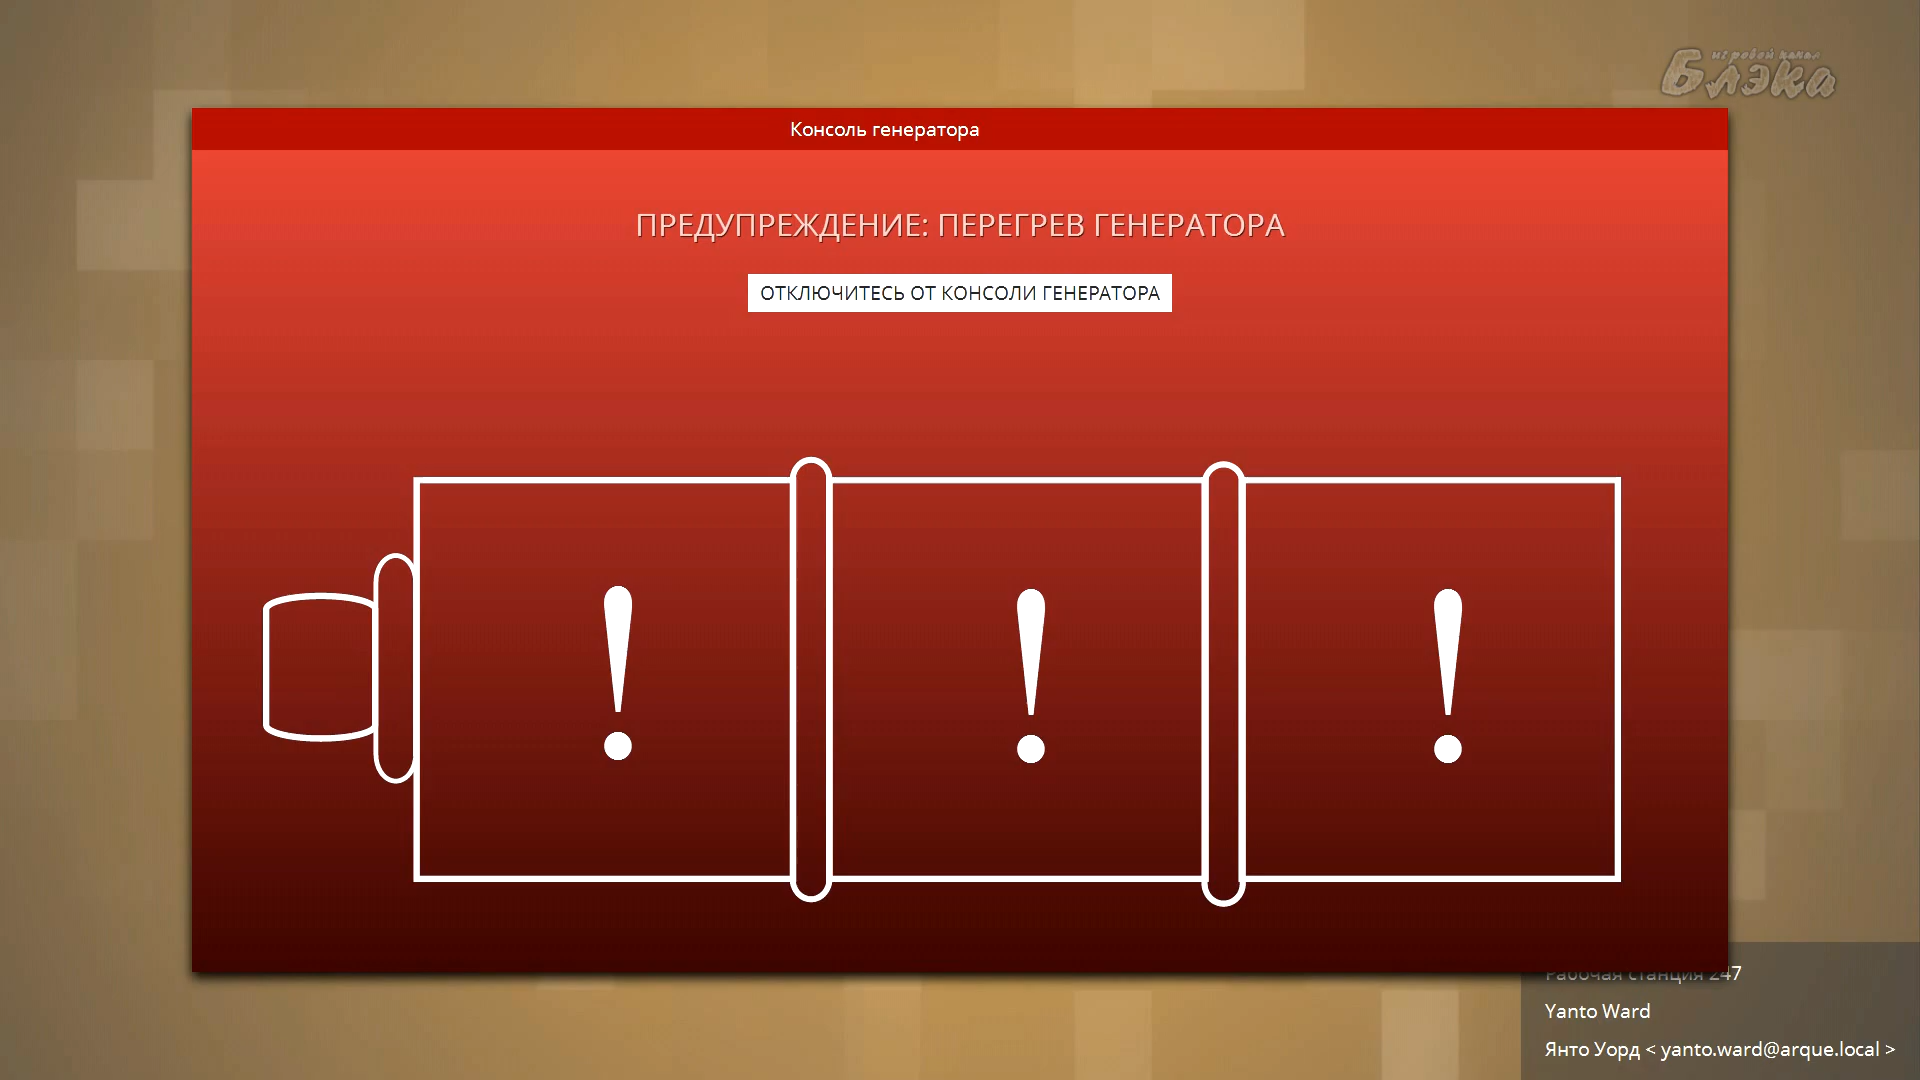 игровой канал
Блэка
Консоль генератора
ПРЕДУПРЕЖДЕНИЕ: ПЕРЕГРЕВ ГЕНЕРАТОРА
ОТКЛЮЧИТЕСЬ ОТ КОНСОЛИ ГЕНЕРАТОРА
! ! !
Рабочая станция 247
Yanto Ward
Янто Уорд < yanto.ward@arque.local >